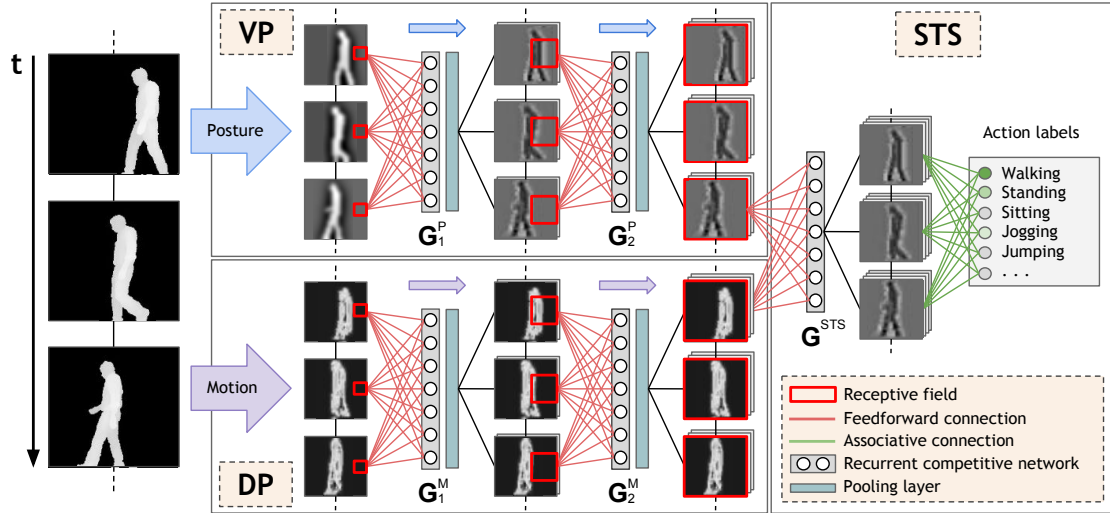 t
VP
STS
Posture
G₁ᴾ
G₂ᴾ
Action labels
Walking
Standing
Sitting
Jogging
Jumping
. . .
Gˢᵀˢ
Motion
G₁ᴹ
G₂ᴹ
DP
Receptive field
Feedforward connection
Associative connection
Recurrent competitive network
Pooling layer